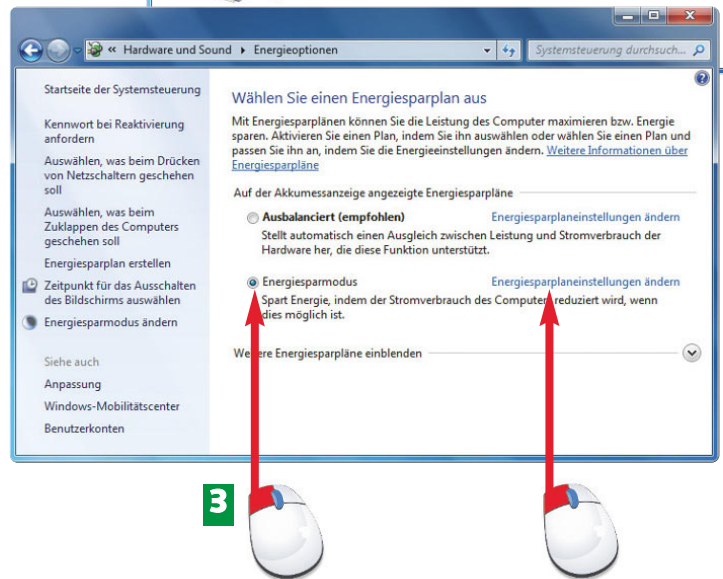 « Hardware und Sound ▸ Energieoptionen
Systemsteuerung durchsuch...
Startseite der Systemsteuerung
Kennwort bei Reaktivierung
anfordern
Auswählen, was beim Drücken
von Netzschaltern geschehen
soll
Auswählen, was beim
Zuklappen des Computers
geschehen soll
Energiesparplan erstellen
Zeitpunkt für das Ausschalten
des Bildschirms auswählen
Energiesparmodus ändern
Siehe auch
Anpassung
Windows-Mobilitätscenter
Benutzerkonten
Wählen Sie einen Energiesparplan aus
Mit Energiesparplänen können Sie die Leistung des Computer maximieren bzw. Energie
sparen. Aktivieren Sie einen Plan, indem Sie ihn auswählen oder wählen Sie einen Plan und
passen Sie ihn an, indem Sie die Energieeinstellungen ändern. Weitere Informationen über
Energiesparpläne
Auf der Akkumessanzeige angezeigte Energiesparpläne
Ausbalanciert (empfohlen) Energiesparplaneinstellungen ändern
Stellt automatisch einen Ausgleich zwischen Leistung und Stromverbrauch der
Hardware her, die diese Funktion unterstützt.
Energiesparmodus Energiesparplaneinstellungen ändern
Spart Energie, indem der Stromverbrauch des Computers reduziert wird, wenn
dies möglich ist.
Weitere Energiesparpläne einblenden
3